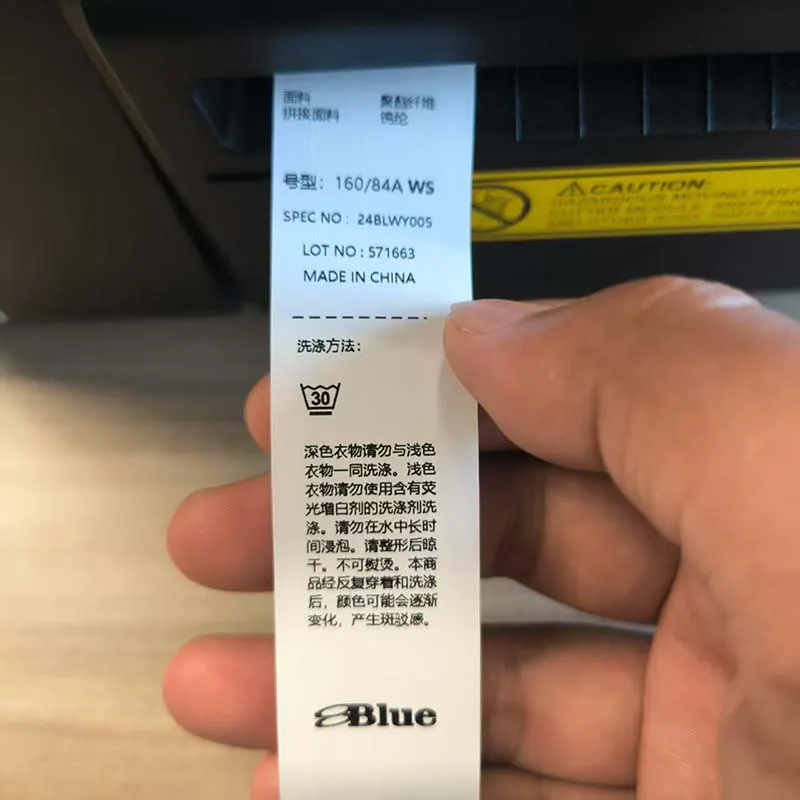 面料 聚酯纤维
拼接面料 锦纶
号型：160/84A WS
SPEC NO : 24BLWY005
LOT NO : 571663
MADE IN CHINA
洗涤方法：
30
深色衣物请勿与浅色
衣物一同洗涤。浅色
衣物请勿使用含有荧
光增白剂的洗涤剂洗
涤。请勿在水中长时
间浸泡。请整形后晾
干。不可熨烫。本商
品经反复穿着和洗涤
后，颜色可能会逐渐
变化，产生斑驳感。
Blue
CAUTION:
HAZARDOUS MOVING PART